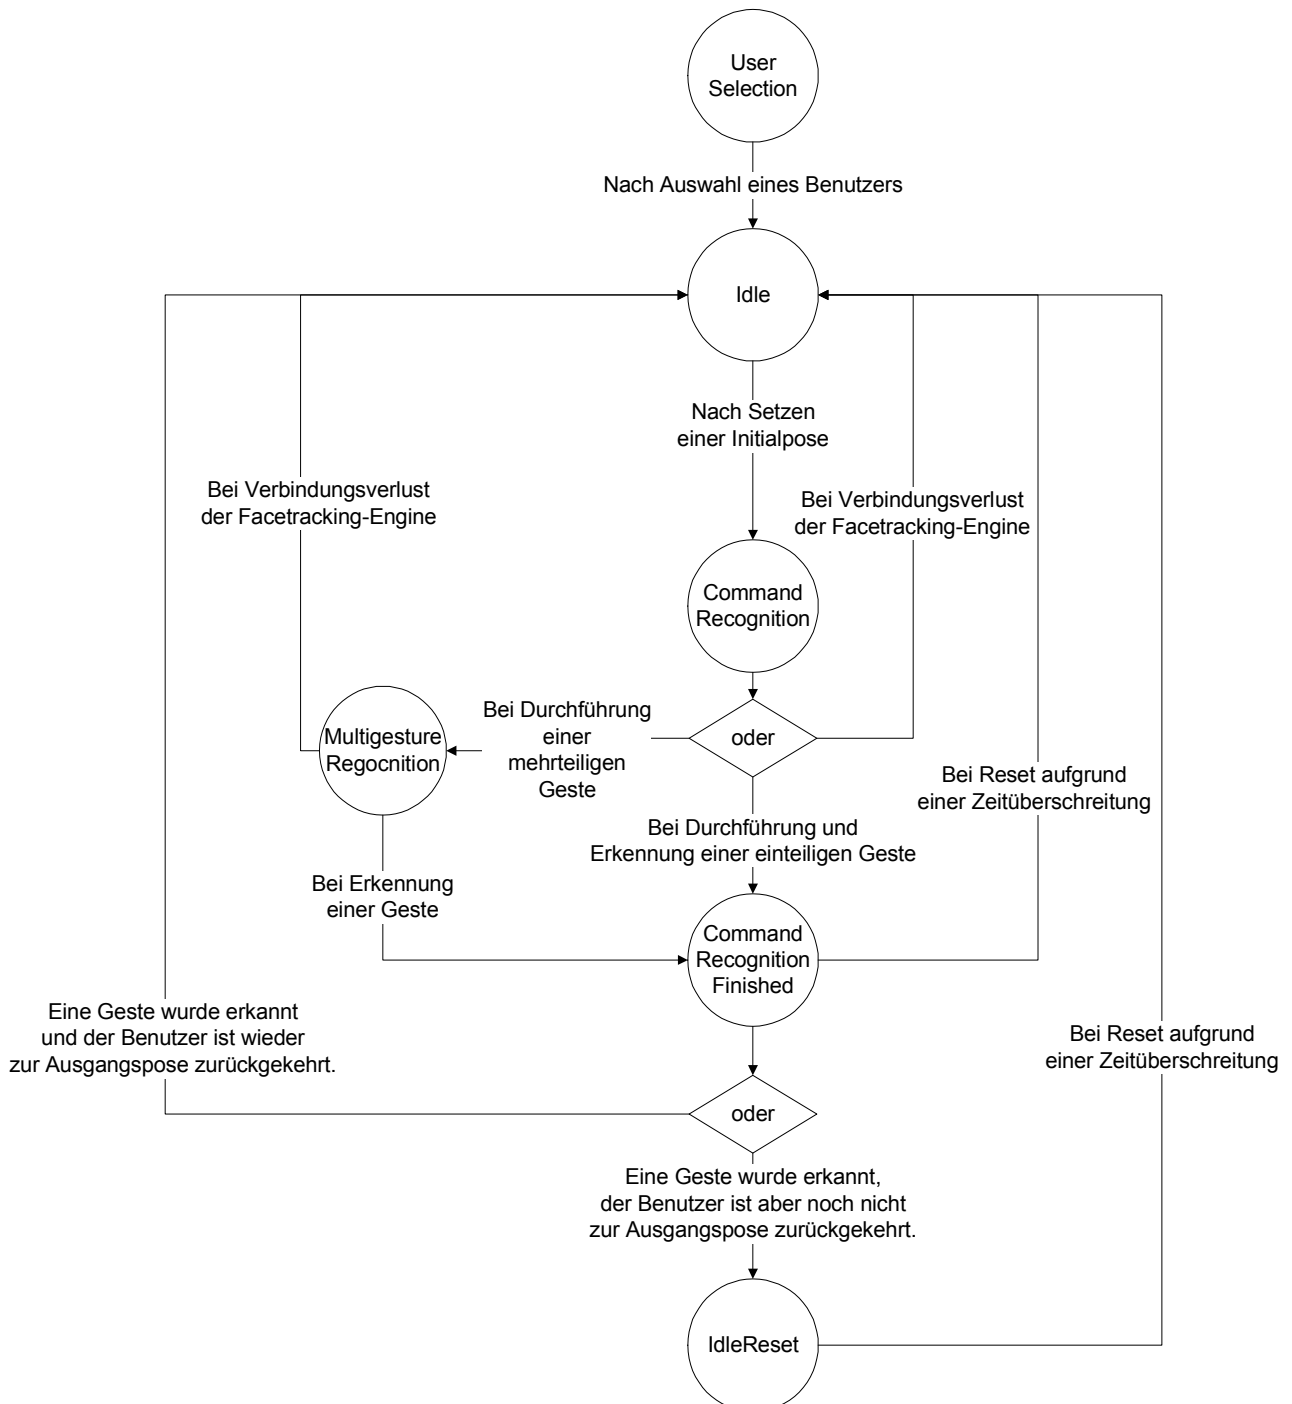 User
Selection
Nach Auswahl eines Benutzers
Idle
Nach Setzen
einer Initialpose
Bei Verbindungsverlust
der Facetracking-Engine
Bei Verbindungsverlust
der Facetracking-Engine
Command
Recognition
Bei Durchführung
einer
mehrteiligen
Geste
oder
Multigesture
Regocnition
Bei Reset aufgrund
einer Zeitüberschreitung
Bei Durchführung und
Erkennung einer einteiligen Geste
Bei Erkennung
einer Geste
Command
Recognition
Finished
Eine Geste wurde erkannt
und der Benutzer ist wieder
zur Ausgangspose zurückgekehrt.
Bei Reset aufgrund
einer Zeitüberschreitung
oder
Eine Geste wurde erkannt,
der Benutzer ist aber noch nicht
zur Ausgangspose zurückgekehrt.
IdleReset